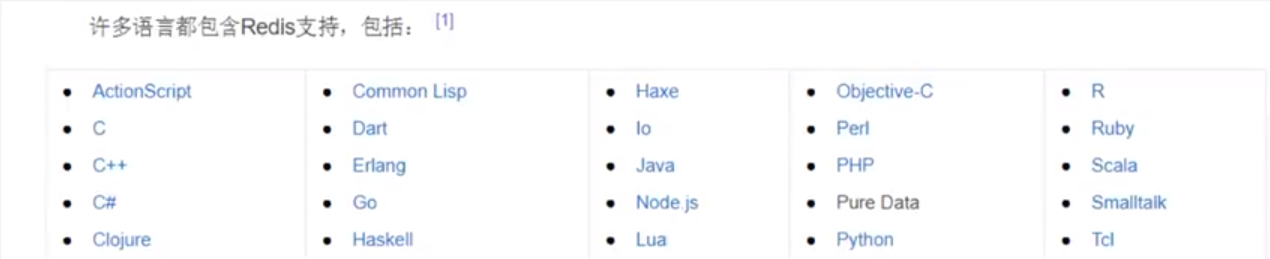 许多语言都包含Redis支持，包括： [1]
ActionScript
C
C++
C#
Clojure
Common Lisp
Dart
Erlang
Go
Haskell
Haxe
Io
Java
Node.js
Lua
Objective-C
Perl
PHP
Pure Data
Python
R
Ruby
Scala
Smalltalk
Tcl